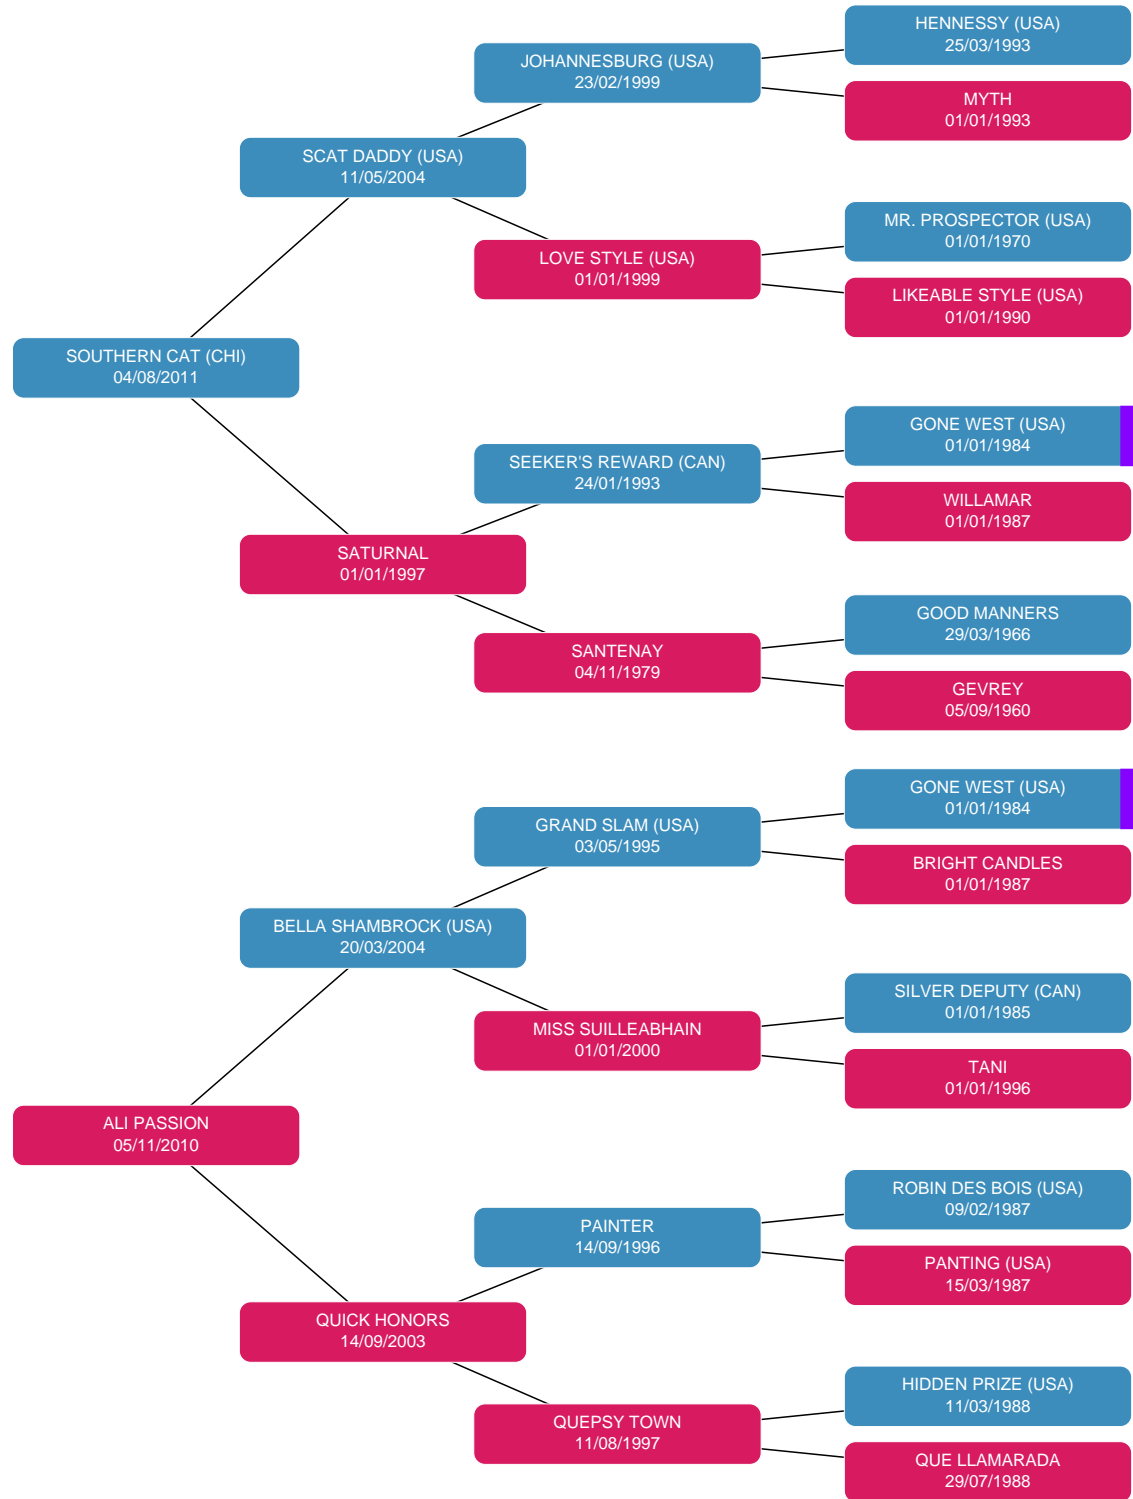 HENNESSY (USA)
25/03/1993
JOHANNESBURG (USA)
23/02/1999
MYTH
01/01/1993
SCAT DADDY (USA)
11/05/2004
MR. PROSPECTOR (USA)
01/01/1970
LOVE STYLE (USA)
01/01/1999
LIKEABLE STYLE (USA)
01/01/1990
SOUTHERN CAT (CHI)
04/08/2011
GONE WEST (USA)
01/01/1984
SEEKER'S REWARD (CAN)
24/01/1993
WILLAMAR
01/01/1987
SATURNAL
01/01/1997
GOOD MANNERS
29/03/1966
SANTENAY
04/11/1979
GEVREY
05/09/1960
GONE WEST (USA)
01/01/1984
GRAND SLAM (USA)
03/05/1995
BRIGHT CANDLES
01/01/1987
BELLA SHAMBROCK (USA)
20/03/2004
SILVER DEPUTY (CAN)
01/01/1985
MISS SUILLEABHAIN
01/01/2000
TANI
01/01/1996
ALI PASSION
05/11/2010
ROBIN DES BOIS (USA)
09/02/1987
PAINTER
14/09/1996
PANTING (USA)
15/03/1987
QUICK HONORS
14/09/2003
HIDDEN PRIZE (USA)
11/03/1988
QUEPSY TOWN
11/08/1997
QUE LLAMARADA
29/07/1988